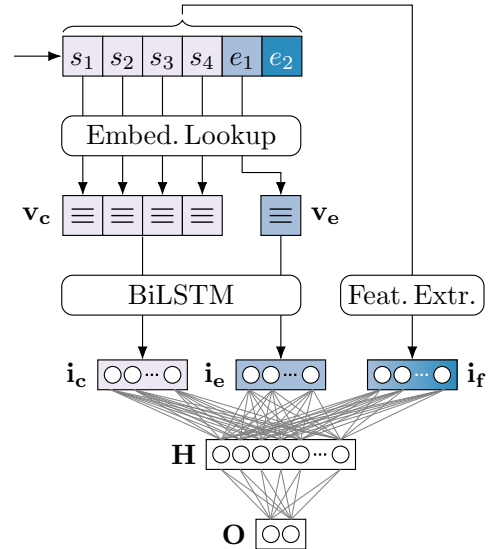 s1 s2 s3 s4 e1 e2
Embed. Lookup
vc ve
BiLSTM Feat. Extr.
ic ··· ie ··· ··· if
H ···
O